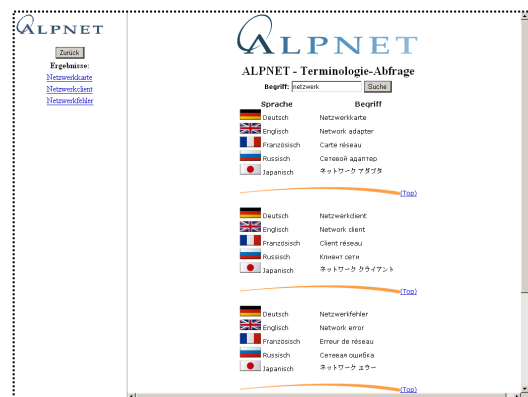 ALPNET
Zurück
Ergebnisse:
Netzwerkkarte
Netzwerkclient
Netzwerkfehler
ALPNET
ALPNET - Terminologie-Abfrage
Begriff: netzwerk Suche
Sprache Begriff
Deutsch Netzwerkkarte
Englisch Network adapter
Französisch Carte réseau
Russisch Сетевой адаптер
Japanisch ネットワーク アダプタ
(Top)
Deutsch Netzwerkclient
Englisch Network client
Französisch Client réseau
Russisch Клиент сети
Japanisch ネットワーク クライアント
(Top)
Deutsch Netzwerkfehler
Englisch Network error
Französisch Erreur de réseau
Russisch Сетевая ошибка
Japanisch ネットワーク エラー
(Top)